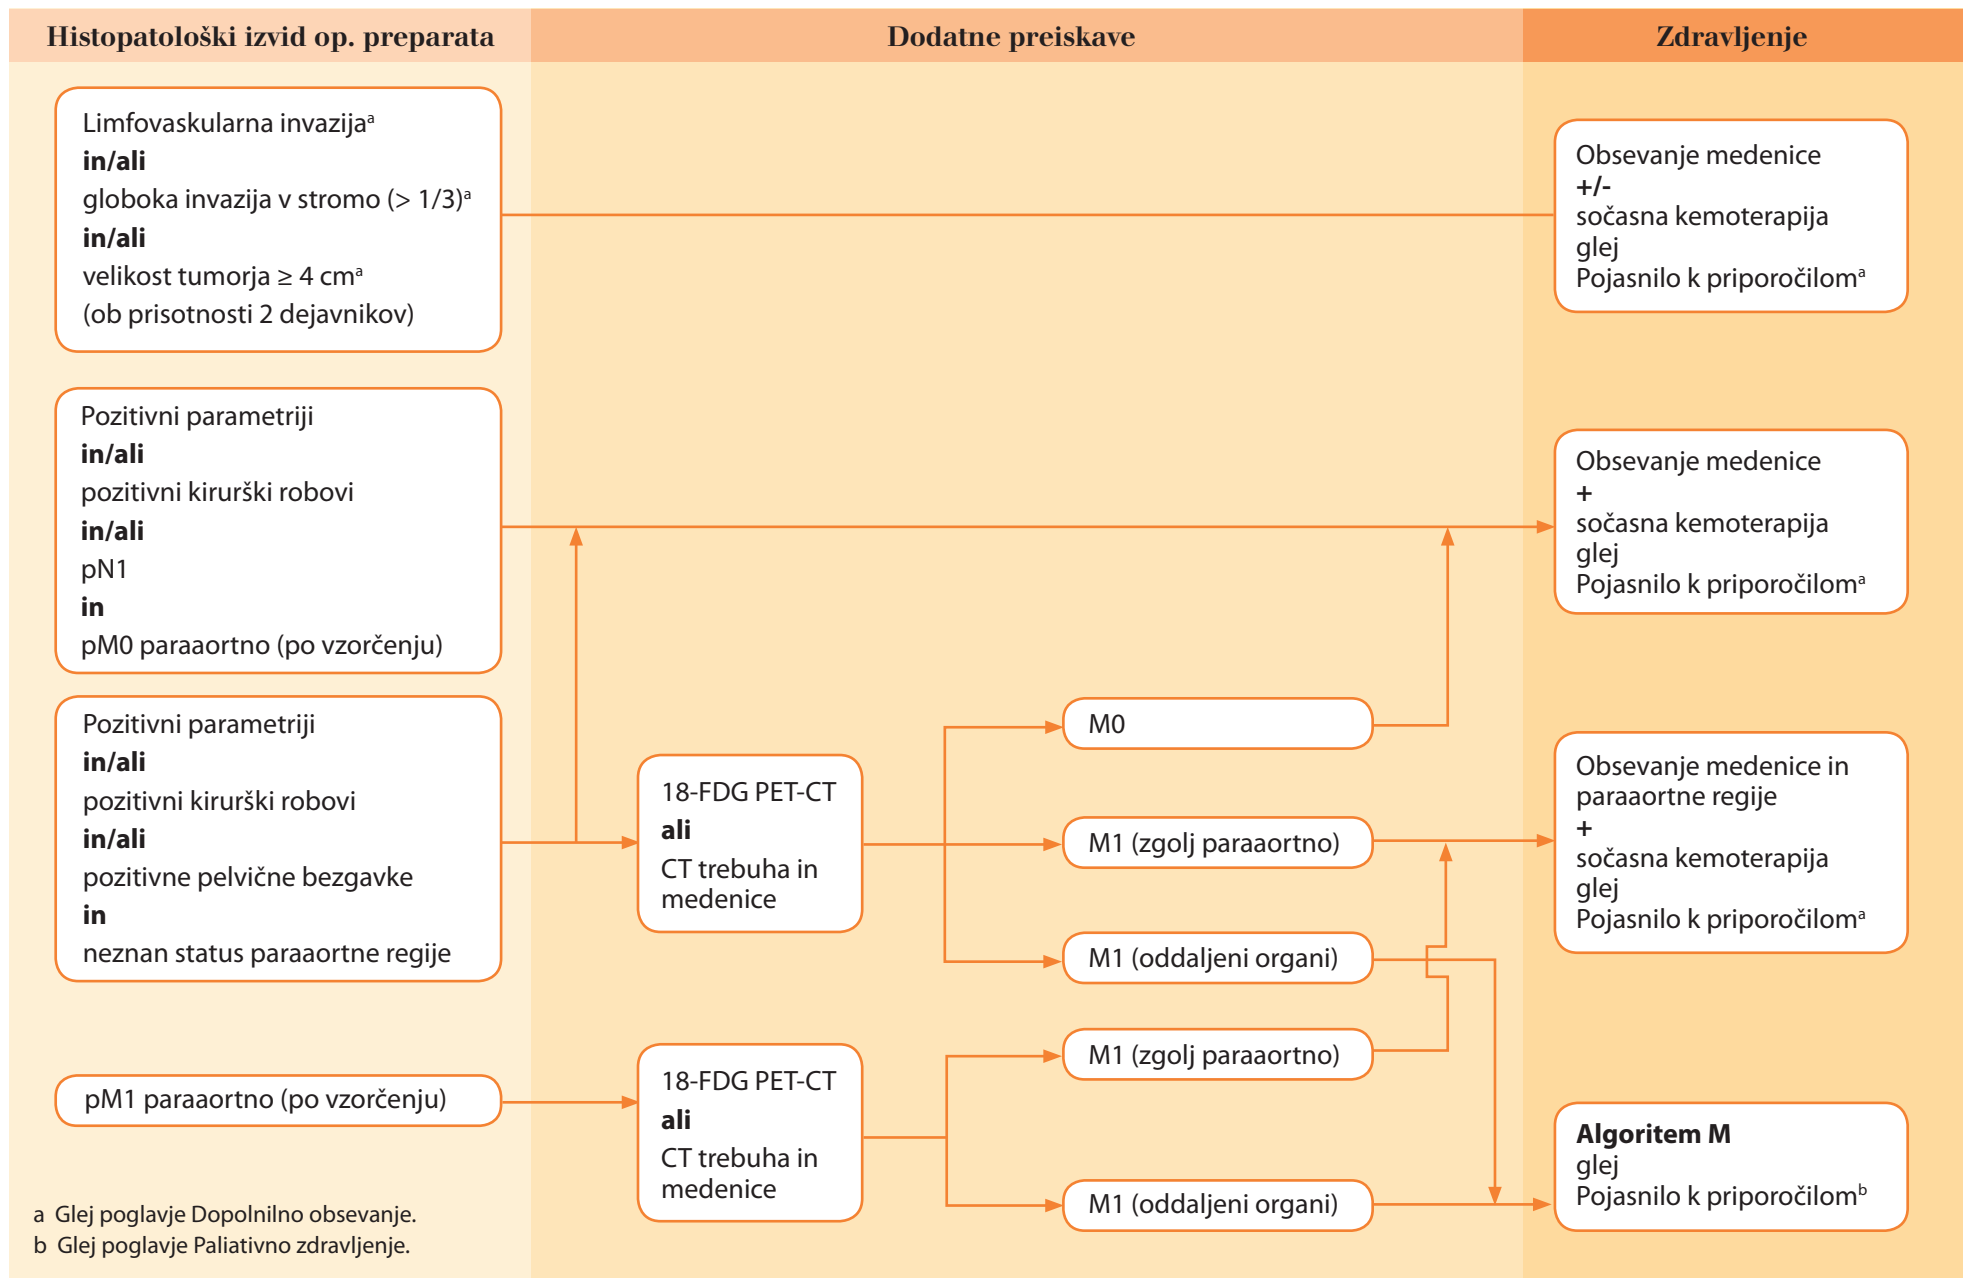 Histopatološki izvid op. preparata
Dodatne preiskave
Zdravljenje
Limfovaskularna invazijaᵃ
in/ali
globoka invazija v stromo (> 1/3)ᵃ
in/ali
velikost tumorja ≥ 4 cmᵃ
(ob prisotnosti 2 dejavnikov)
Obsevanje medenice
+/-
sočasna kemoterapija
glej
Pojasnilo k priporočilomᵃ
Pozitivni parametriji
in/ali
pozitivni kirurški robovi
in/ali
pN1
in
pM0 paraaortno (po vzorčenju)
Obsevanje medenice
+
sočasna kemoterapija
glej
Pojasnilo k priporočilomᵃ
Pozitivni parametriji
in/ali
pozitivni kirurški robovi
in/ali
pozitivne pelvične bezgavke
in
neznan status paraaortne regije
18-FDG PET-CT
ali
CT trebuha in
medenice
M0
M1 (zgolj paraaortno)
M1 (oddaljeni organi)
Obsevanje medenice in
paraaortne regije
+
sočasna kemoterapija
glej
Pojasnilo k priporočilomᵃ
pM1 paraaortno (po vzorčenju)
18-FDG PET-CT
ali
CT trebuha in
medenice
M1 (zgolj paraaortno)
M1 (oddaljeni organi)
Algoritem M
glej
Pojasnilo k priporočilomᵇ
a Glej poglavje Dopolnilno obsevanje.
b Glej poglavje Paliativno zdravljenje.